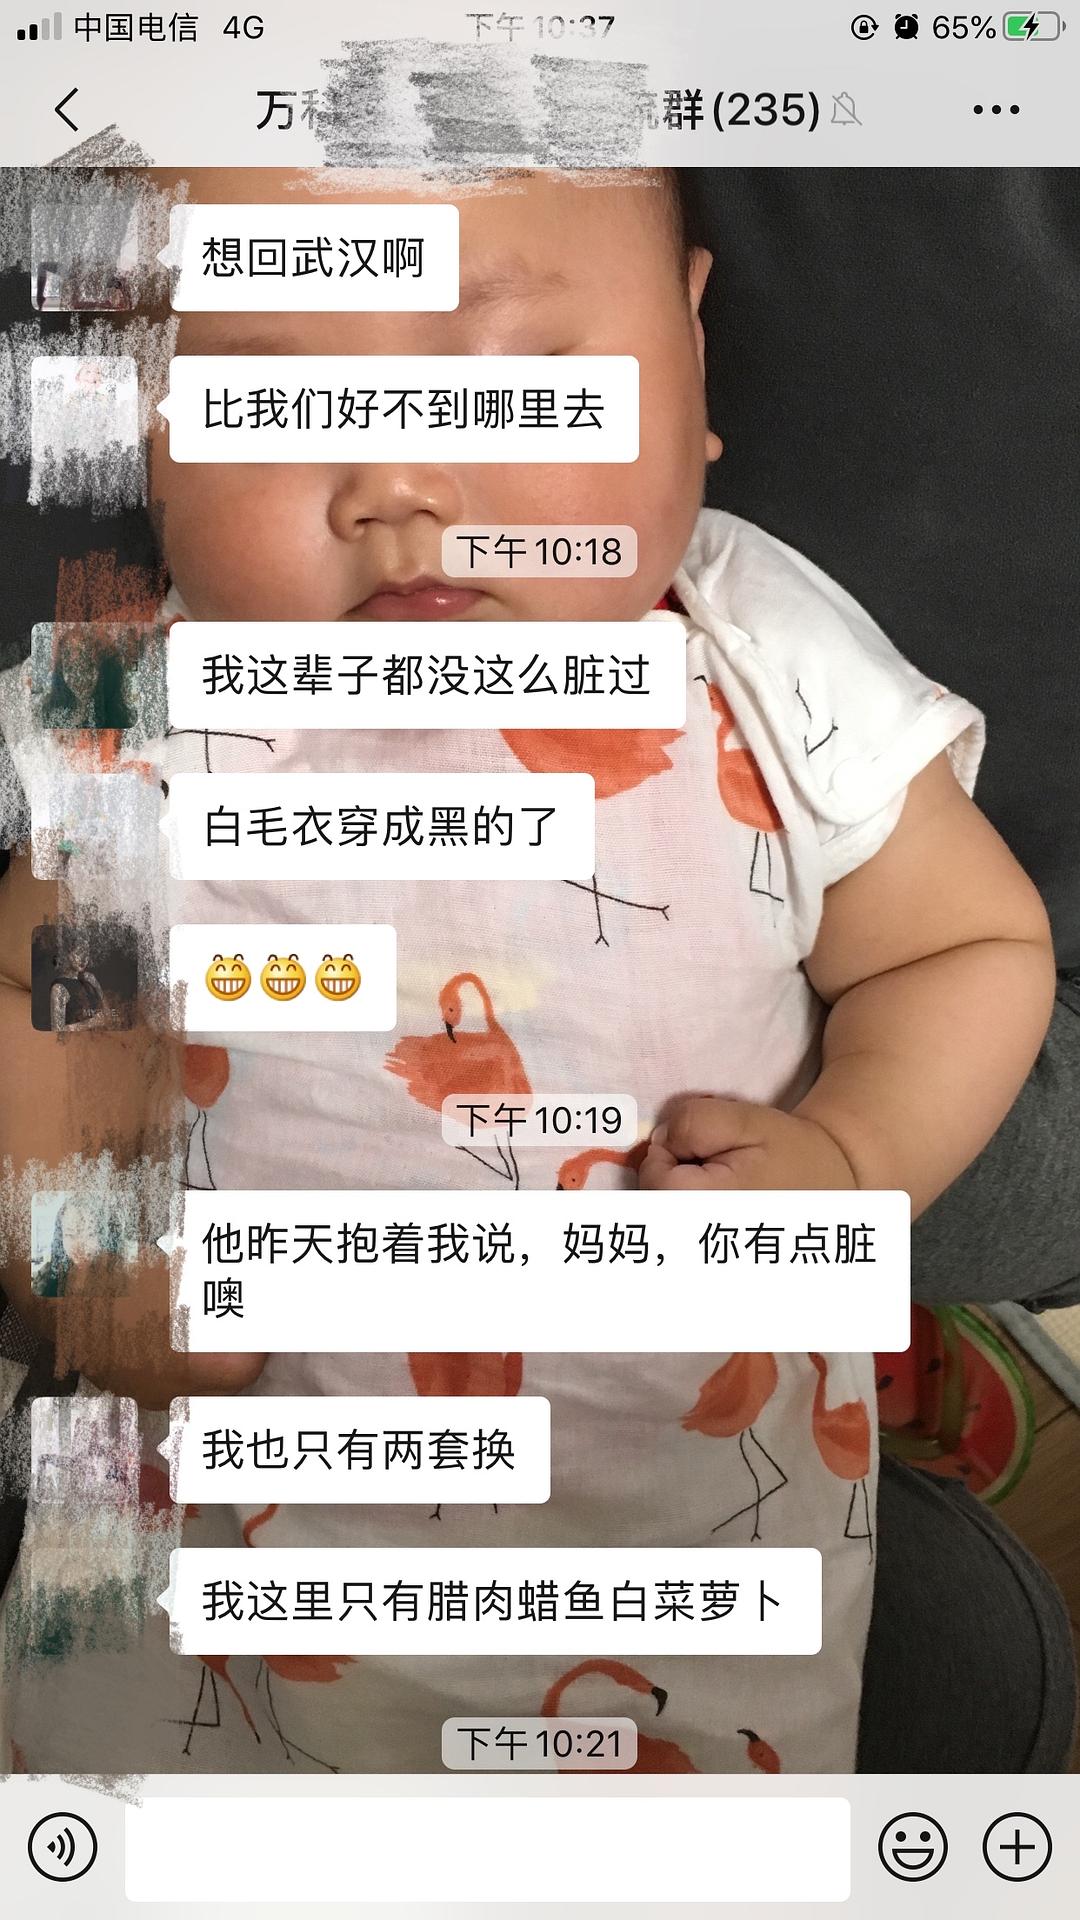 中国电信 4G 下午10:37 65%
万科 流群(235)
想回武汉啊
比我们好不到哪里去
下午10:18
我这辈子都没这么脏过
白毛衣穿成黑的了
😁😁😁
下午10:19
他昨天抱着我说，妈妈，你有点脏
噢
我也只有两套换
我这里只有腊肉蜡鱼白菜萝卜
下午10:21